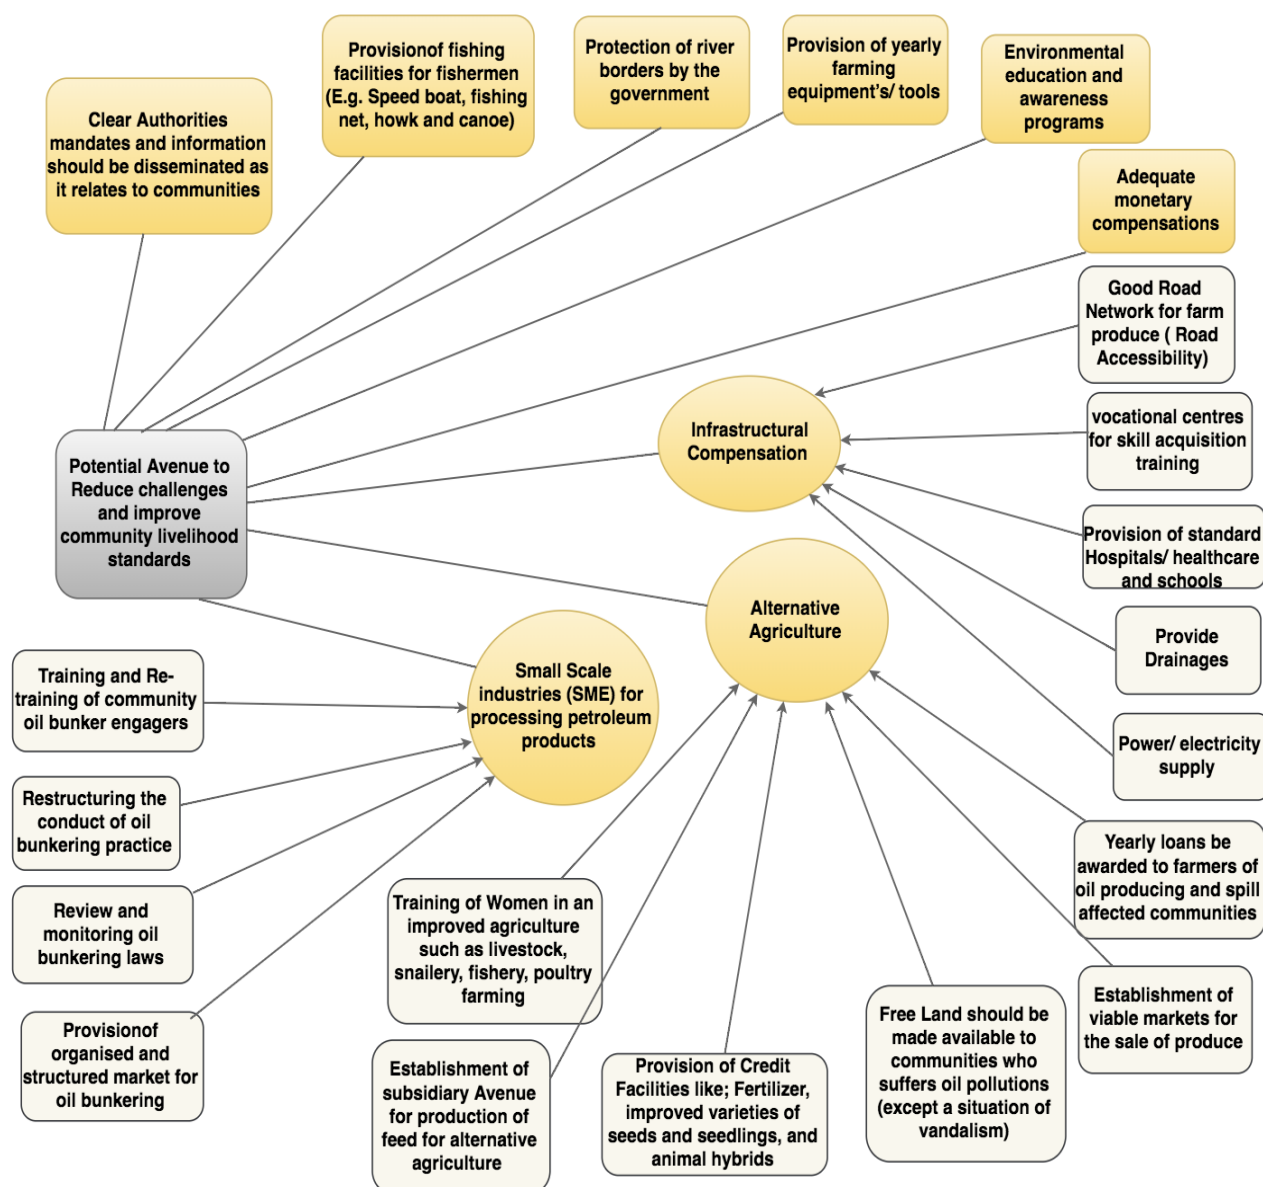 Clear Authorities
mandates and information
should be disseminated as
it relates to communities
Provisionof fishing
facilities for fishermen
(E.g. Speed boat, fishing
net, howk and canoe)
Protection of river
borders by the
government
Provision of yearly
farming
equipment's/ tools
Environmental
education and
awareness
programs
Adequate
monetary
compensations
Good Road
Network for farm
produce ( Road
Accessibility)
vocational centres
for skill acquisition
training
Provision of standard
Hospitals/ healthcare
and schools
Provide
Drainages
Power/ electricity
supply
Yearly loans be
awarded to farmers of
oil producing and spill
affected communities
Establishment of
viable markets for
the sale of produce
Infrastructural
Compensation
Alternative
Agriculture
Small Scale
industries (SME) for
processing petroleum
products
Potential Avenue to
Reduce challenges
and improve
community livelihood
standards
Training and Re-
training of community
oil bunker engagers
Restructuring the
conduct of oil
bunkering practice
Review and
monitoring oil
bunkering laws
Provisionof
organised and
structured market for
oil bunkering
Training of Women in an
improved agriculture
such as livestock,
snailery, fishery, poultry
farming
Establishment of
subsidiary Avenue
for production of
feed for alternative
agriculture
Provision of Credit
Facilities like; Fertilizer,
improved varieties of
seeds and seedlings, and
animal hybrids
Free Land should be
made available to
communities who
suffers oil pollutions
(except a situation of
vandalism)